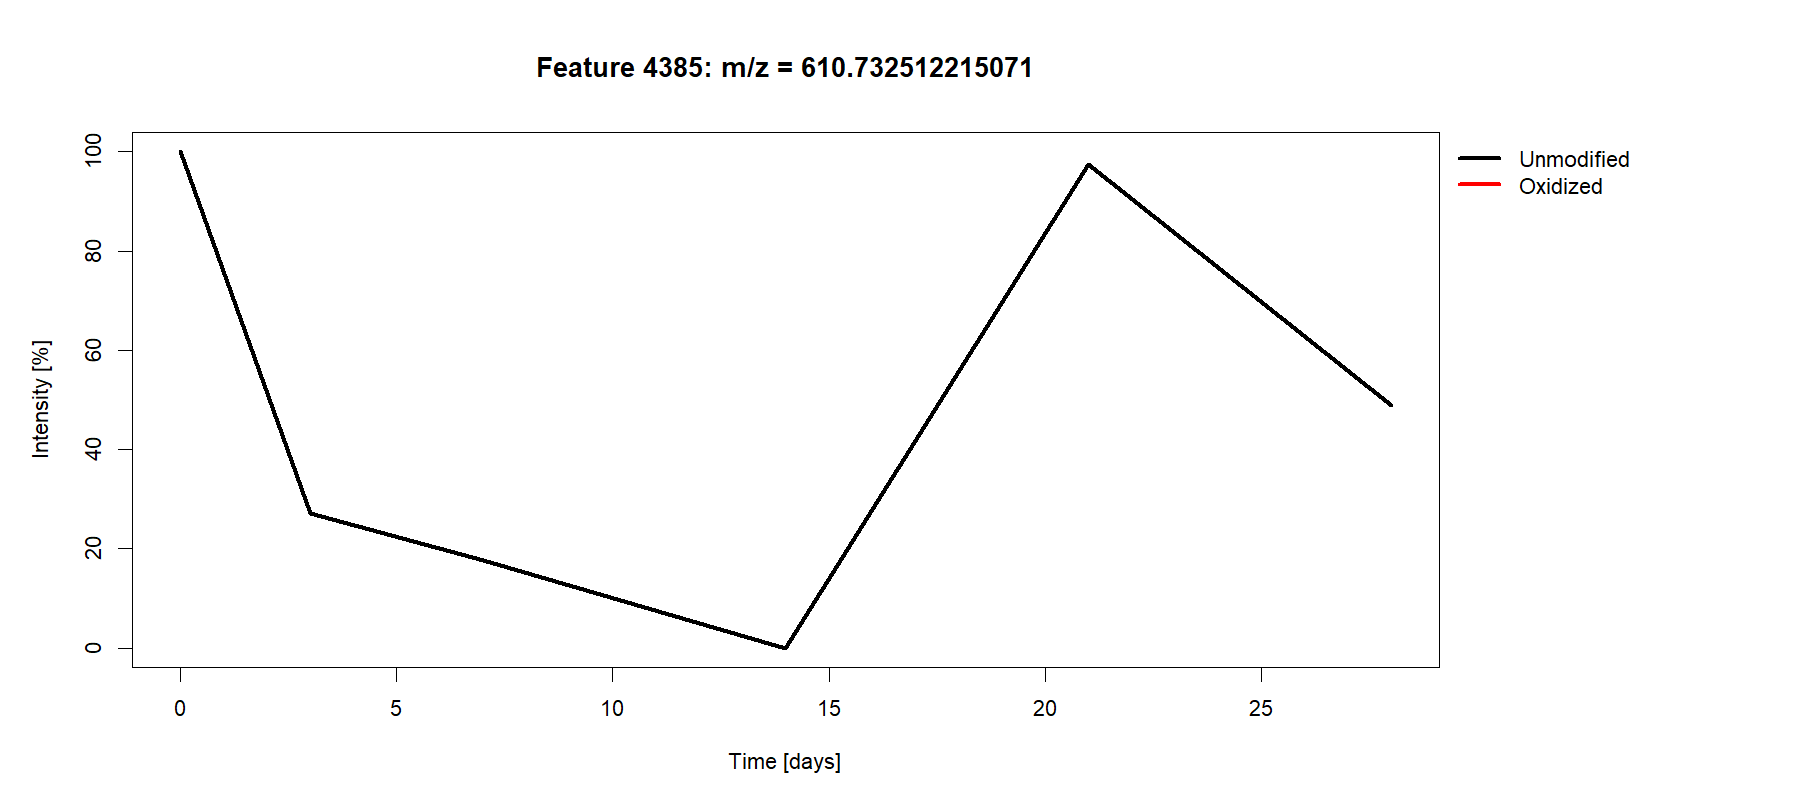 Feature 4385: m/z = 610.732512215071
Unmodified
Oxidized
100
80
60
40
20
0
Intensity [%]
0 5 10 15 20 25
Time [days]